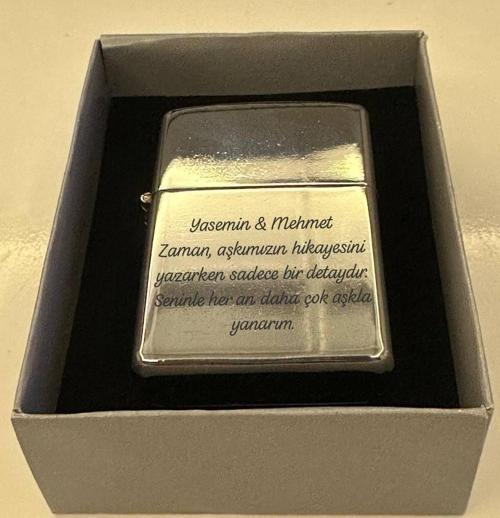 Yasemin & Mehmet
Zaman, aşkımızın hikayesini
yazarken sadece bir detaydır.
Seninle her an daha çok aşkla
yanarım.